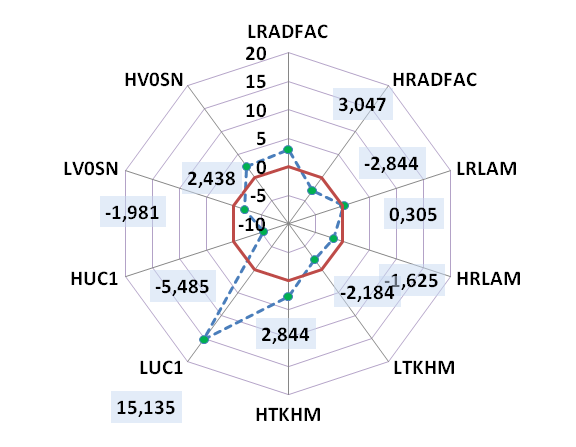 LRADFAC
20
HV0SN
15
HRADFAC
10
3,047
5
LV0SN
2,438
0
-2,844
LRLAM
-5
-1,981
0,305
-10
HUC1
-5,485
-2,184
-1,625
HRLAM
2,844
LUC1
LTKHM
15,135
HTKHM